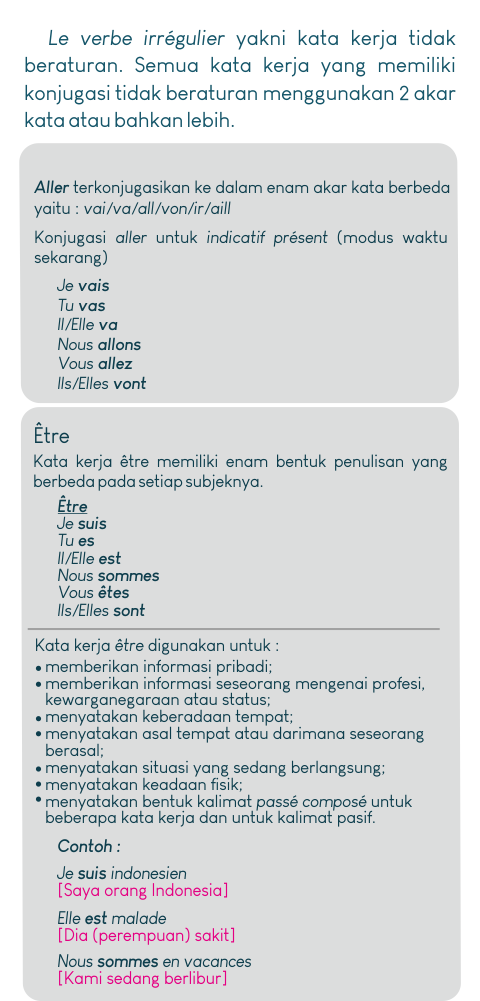 Le verbe irrégulier yakni kata kerja tidak
beraturan. Semua kata kerja yang memiliki
konjugasi tidak beraturan menggunakan 2 akar
kata atau bahkan lebih.
Aller terkonjugasikan ke dalam enam akar kata berbeda
yaitu : vai/va/all/von/ir/aill
Konjugasi aller untuk indicatif présent (modus waktu
sekarang)
Je vais
Tu vas
Il/Elle va
Nous allons
Vous allez
Ils/Elles vont
Être
Kata kerja être memiliki enam bentuk penulisan yang
berbeda pada setiap subjeknya.
Être
Je suis
Tu es
Il/Elle est
Nous sommes
Vous êtes
Ils/Elles sont
Kata kerja être digunakan untuk :
• memberikan informasi pribadi;
• memberikan informasi seseorang mengenai profesi,
kewarganegaraan atau status;
• menyatakan keberadaan tempat;
• menyatakan asal tempat atau darimana seseorang
berasal;
• menyatakan situasi yang sedang berlangsung;
• menyatakan keadaan fisik;
• menyatakan bentuk kalimat passé composé untuk
beberapa kata kerja dan untuk kalimat pasif.
Contoh :
Je suis indonesien
[Saya orang Indonesia]
Elle est malade
[Dia (perempuan) sakit]
Nous sommes en vacances
[Kami sedang berlibur]